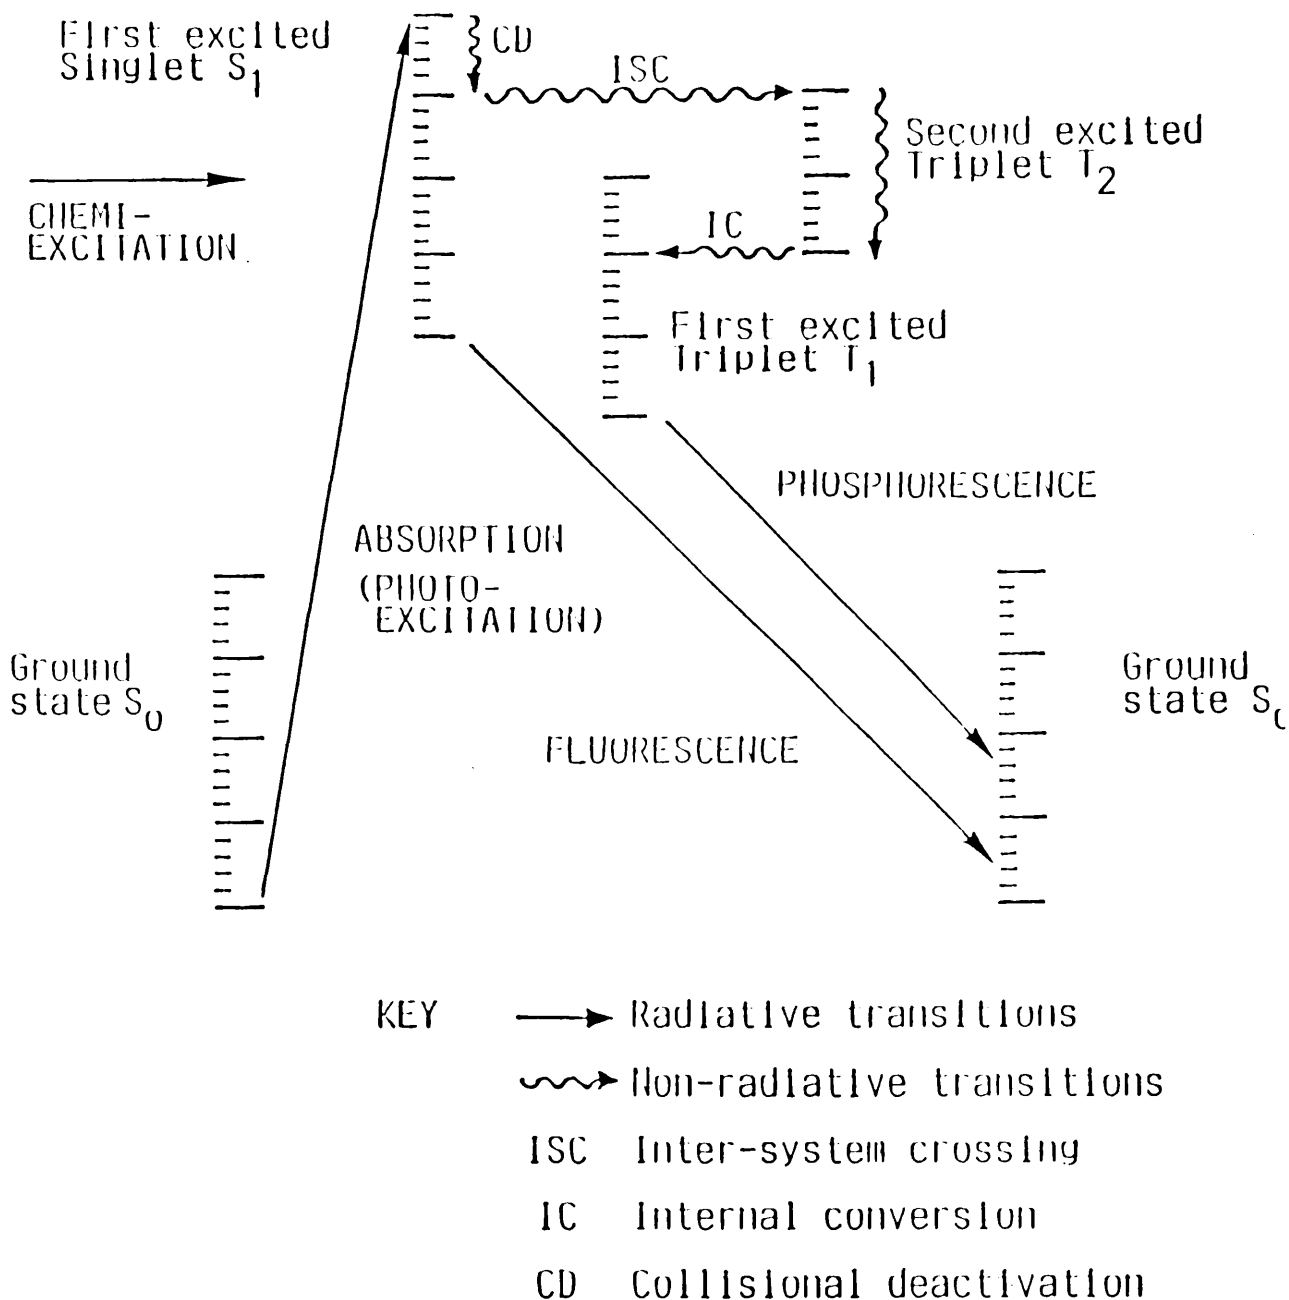 First excited
Singlet S1
CD
ISC
Second excited
Triplet T2
CHEMI-
EXCITATION
IC
First excited
Triplet T1
PHOSPHORESCENCE
ABSORPTION
(PHOTO-
EXCITATION)
Ground
state S0
Ground
state S
FLUORESCENCE
KEY
Radiative transitions
Non-radiative transitions
ISC Inter-system crossing
IC Internal conversion
CD Collisional deactivation